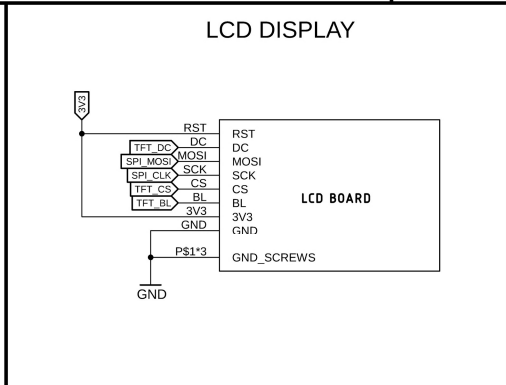 LCD DISPLAY
3V3
RST RST
TFT_DC DC DC
SPI_MOSI MOSI MOSI
SPI_CLK SCK SCK
TFT_CS CS CS
LCD BOARD
TFT_BL BL BL
3V3 3V3
GND GND
P$1*3 GND_SCREWS
GND